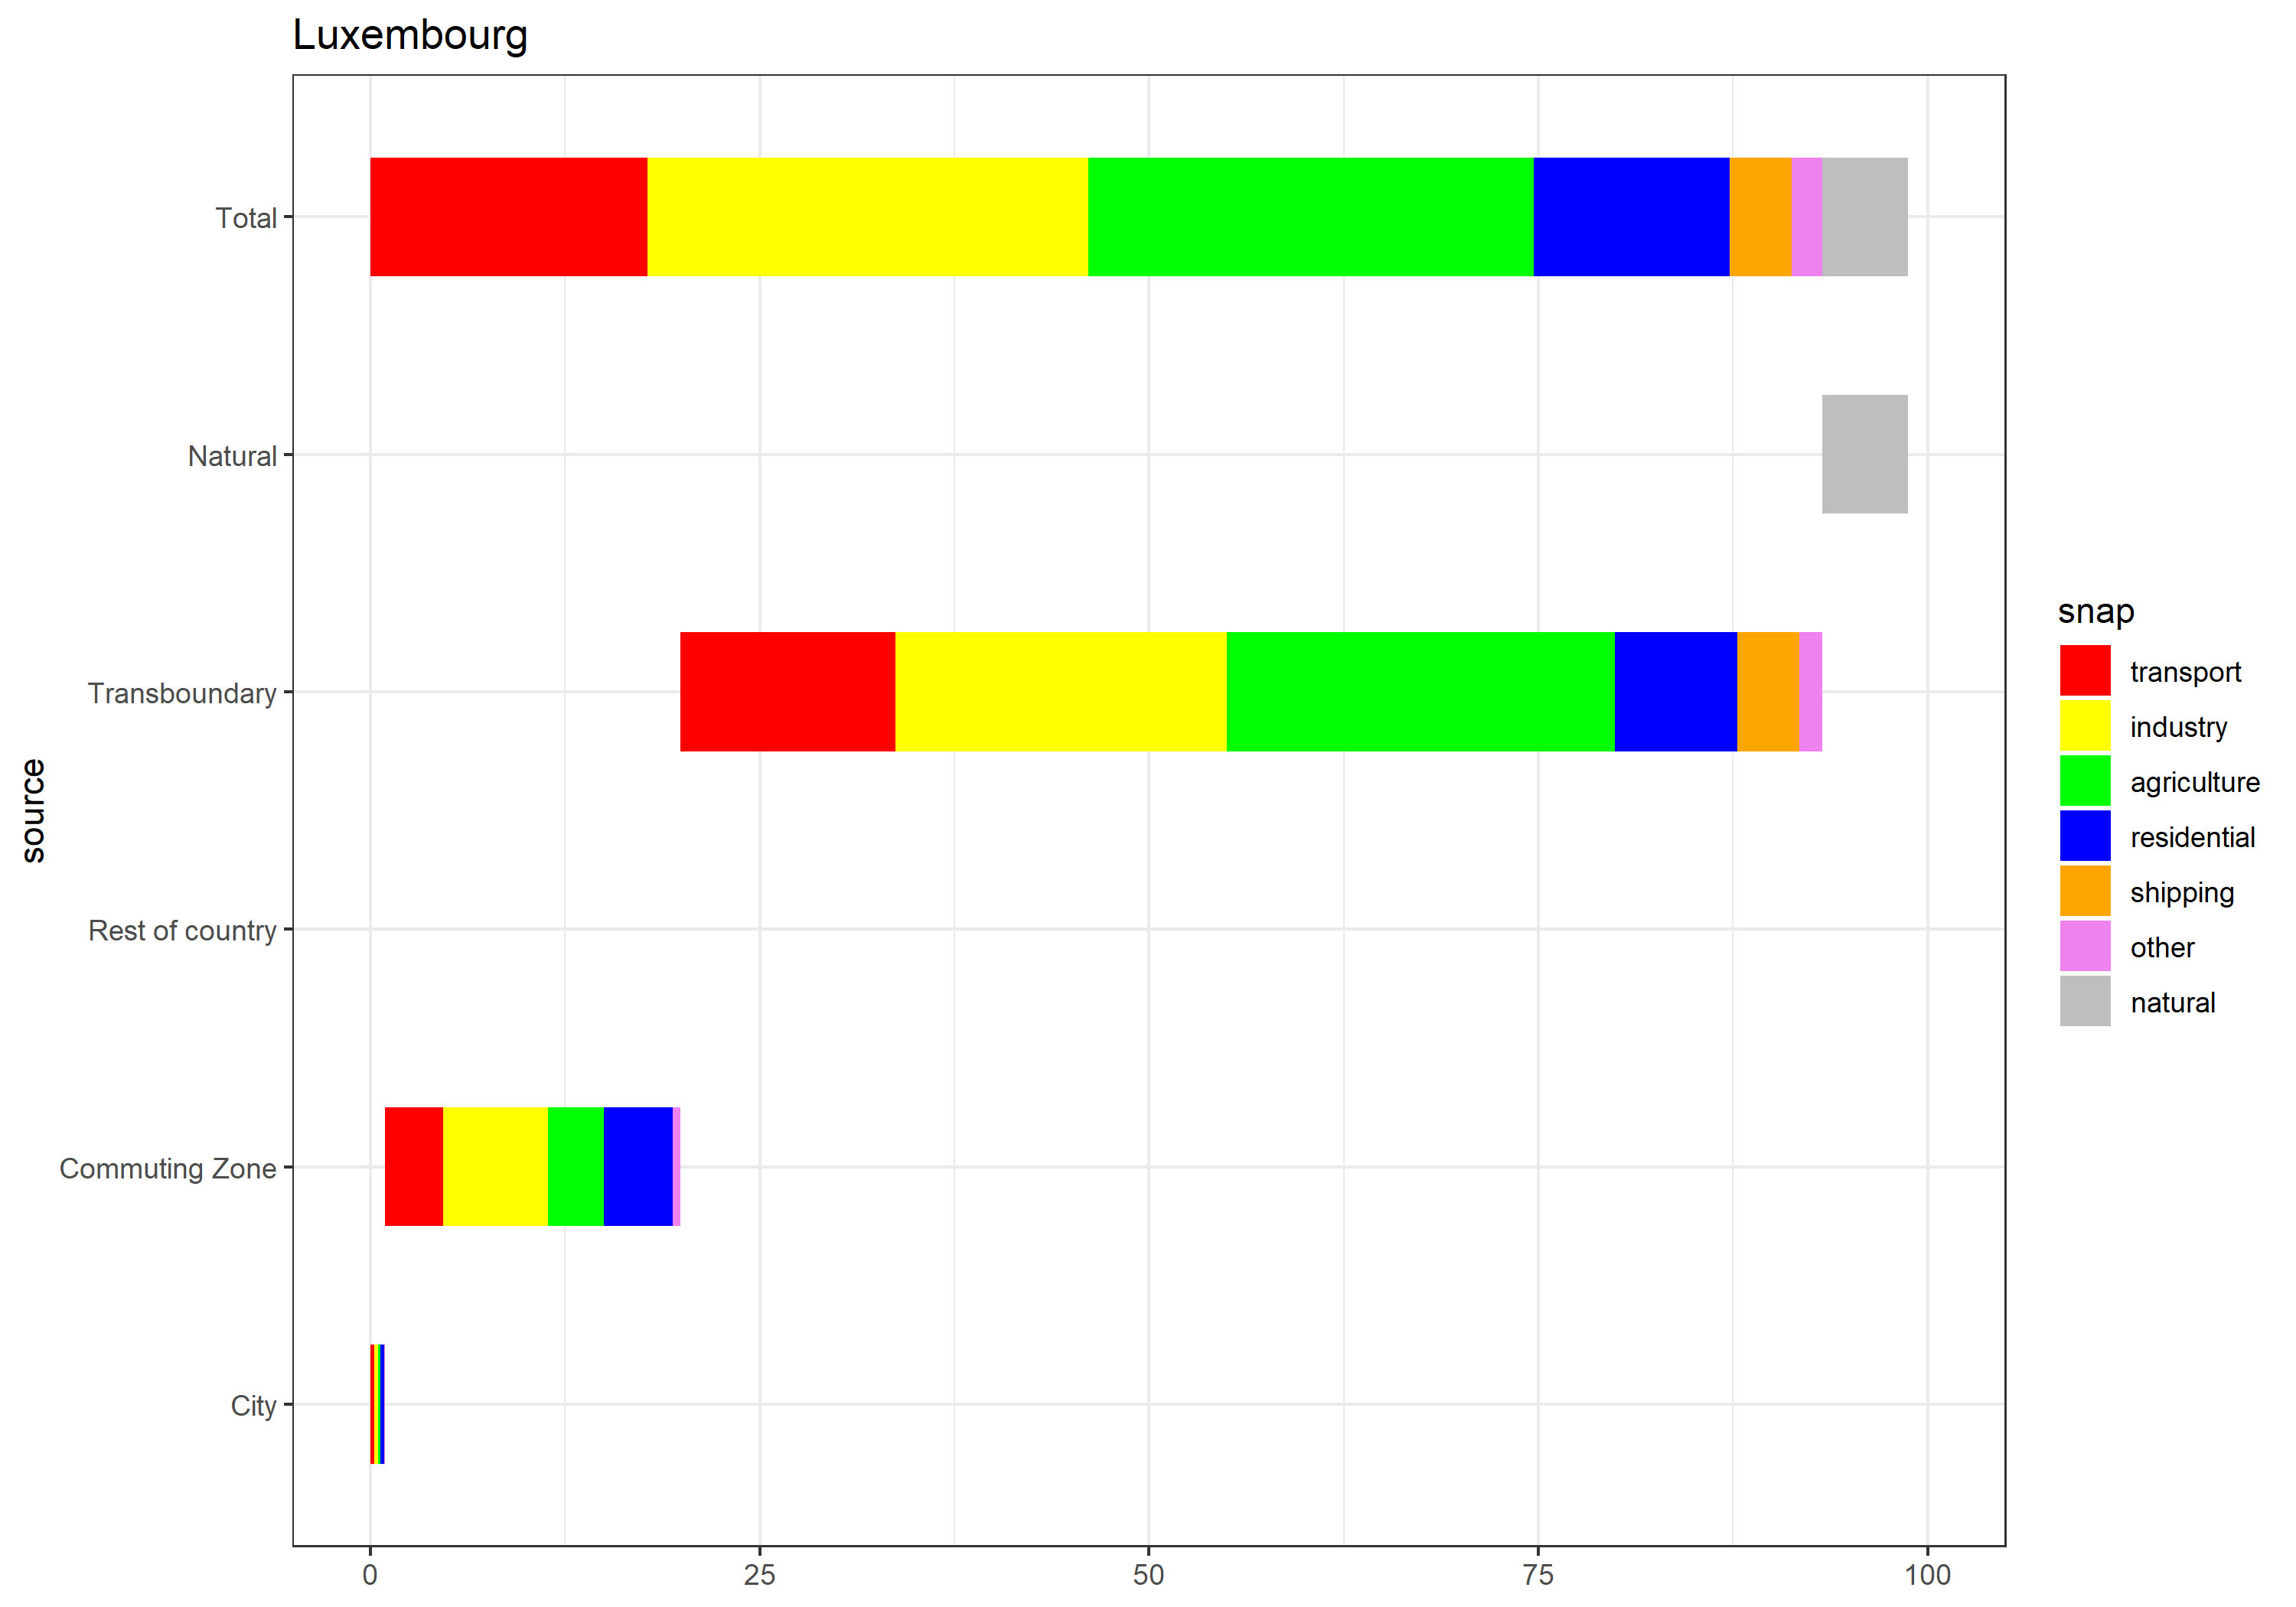 Luxembourg
source
Total
Natural
Transboundary
Rest of country
Commuting Zone
City
0 25 50 75 100
snap
transport
industry
agriculture
residential
shipping
other
natural